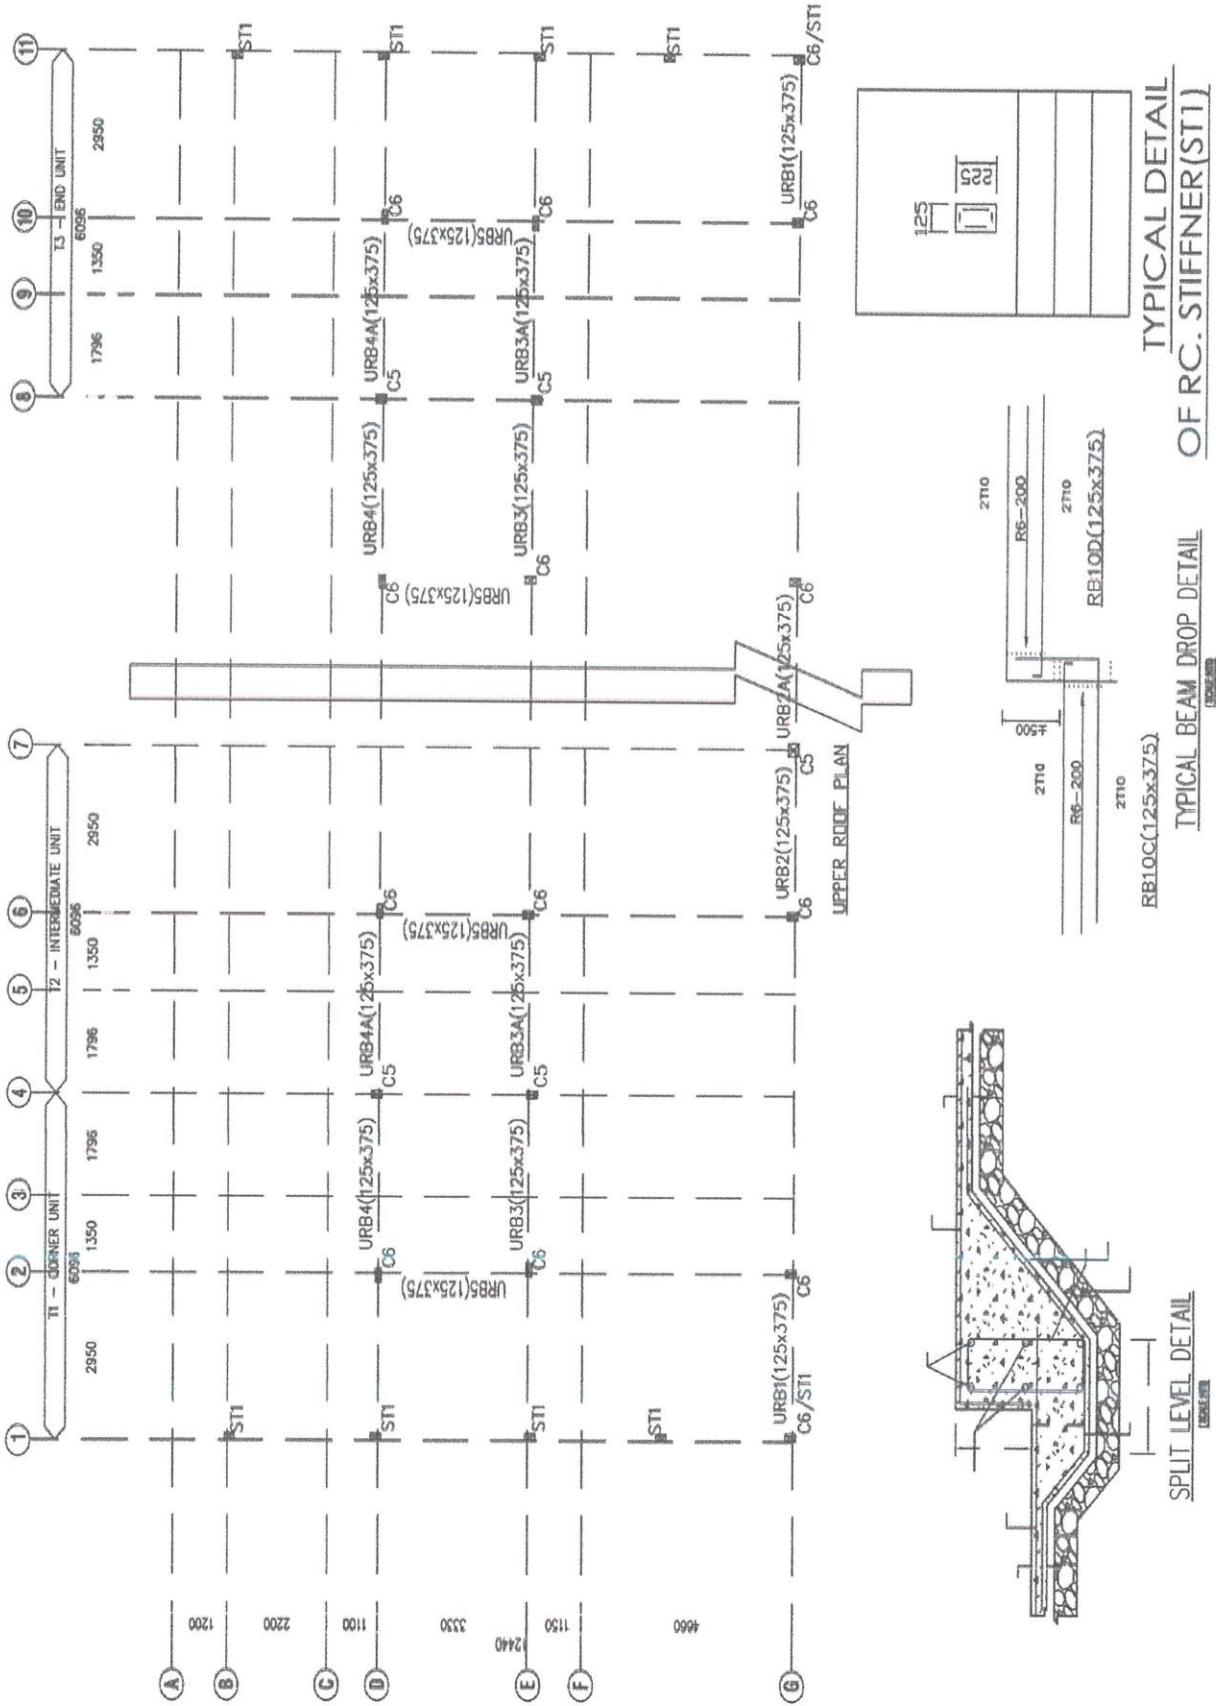 1 2 3 4 5 6 7 8 9 10 11
T1 - CORNER UNIT
T2 - INTERMEDIATE UNIT
T3 - END UNIT
6096
6096
6096
2950 1350 1796 1796 1350 2950 1796 1350 2950
A
1200
B
ST1
ST1
2200
C
1100
D
ST1
C6
URB4(125x375)
C5
URB4A(125x375)
C6
C6
URB4(125x375)
C5
URB4A(125x375)
C6
ST1
3330
URB5(125x375)
URB5(125x375)
URB5(125x375)
URB5(125x375)
12440
E
ST1
C6
URB3(125x375)
C5
URB3A(125x375)
C6
C6
URB3(125x375)
C5
URB3A(125x375)
C6
ST1
1150
F
4660
ST1
ST1
G
C6/ST1
URB1(125x375)
C6
C6
URB2(125x375)
C5
URB2A(125x375)
C6
C6
URB1(125x375)
C6/ST1
UPPER ROOF PLAN
SPLIT LEVEL DETAIL
2T10
R6-200
2T10
RB10C(125x375)
±500
2T10
R6-200
2T10
RB10D(125x375)
TYPICAL BEAM DROP DETAIL
125
225
TYPICAL DETAIL
OF RC. STIFFNER(ST1)